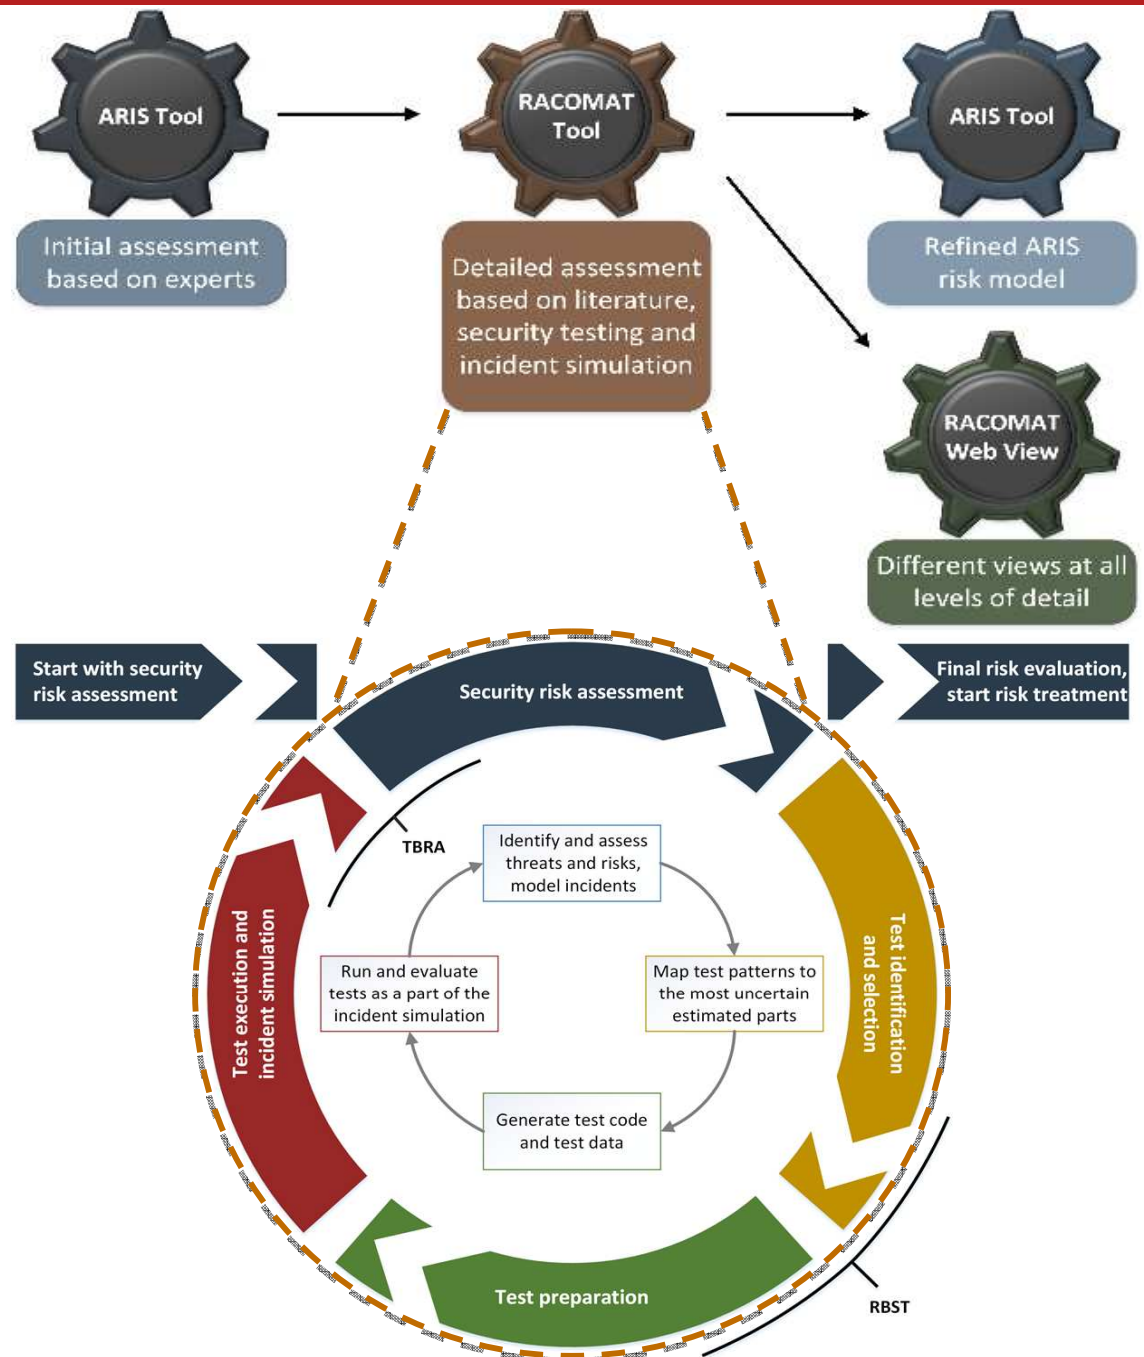 ARIS Tool
RACOMAT
Tool
ARIS Tool
Initial assessment
based on experts
Detailed assessment
based on literature,
security testing and
incident simulation
Refined ARIS
risk model
RACOMAT
Web View
Different views at all
levels of detail
Start with security
risk assessment
Security risk assessment
Final risk evaluation,
start risk treatment
TBRA
Identify and assess
threats and risks,
model incidents
Test identification
and selection
Test execution and
incident simulation
Run and evaluate
tests as a part of the
incident simulation
Map test patterns to
the most uncertain
estimated parts
Generate test code
and test data
Test preparation
RBST